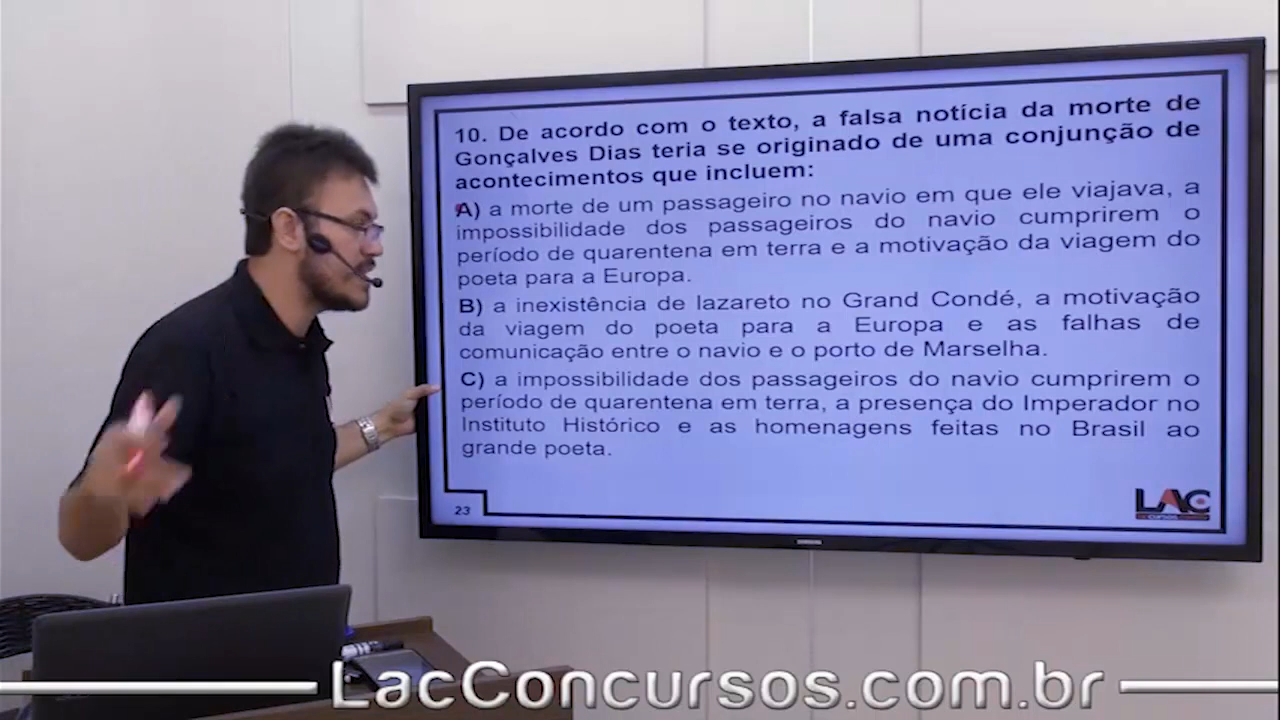 10. De acordo com o texto, a falsa notícia da morte de
Gonçalves Dias teria se originado de uma conjunção de
acontecimentos que incluem:
A) a morte de um passageiro no navio em que ele viajava, a
impossibilidade dos passageiros do navio cumprirem o
período de quarentena em terra e a motivação da viagem do
poeta para a Europa.
B) a inexistência de lazareto no Grand Condé, a motivação
da viagem do poeta para a Europa e as falhas de
comunicação entre o navio e o porto de Marselha.
C) a impossibilidade dos passageiros do navio cumprirem o
período de quarentena em terra, a presença do Imperador no
Instituto Histórico e as homenagens feitas no Brasil ao
grande poeta.
23
LAC
SAMSUNG
LacConcursos.com.br